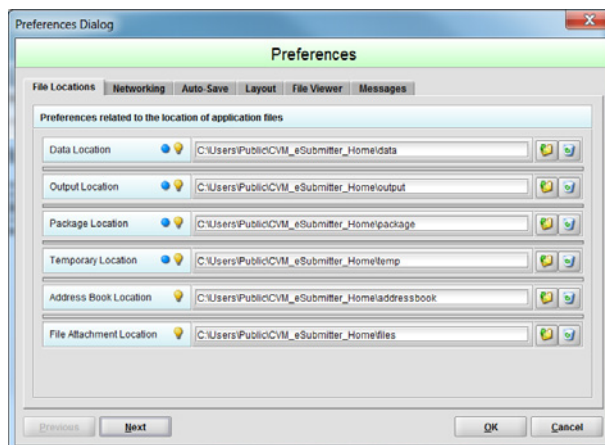 Preferences Dialog
Preferences
File Locations Networking Auto-Save Layout File Viewer Messages
Preferences related to the location of application files
Data Location C:\Users\Public\CVM_eSubmitter_Home\data
Output Location C:\Users\Public\CVM_eSubmitter_Home\output
Package Location C:\Users\Public\CVM_eSubmitter_Home\package
Temporary Location C:\Users\Public\CVM_eSubmitter_Home\temp
Address Book Location C:\Users\Public\CVM_eSubmitter_Home\addressbook
File Attachment Location C:\Users\Public\CVM_eSubmitter_Home\files
Previous Next OK Cancel